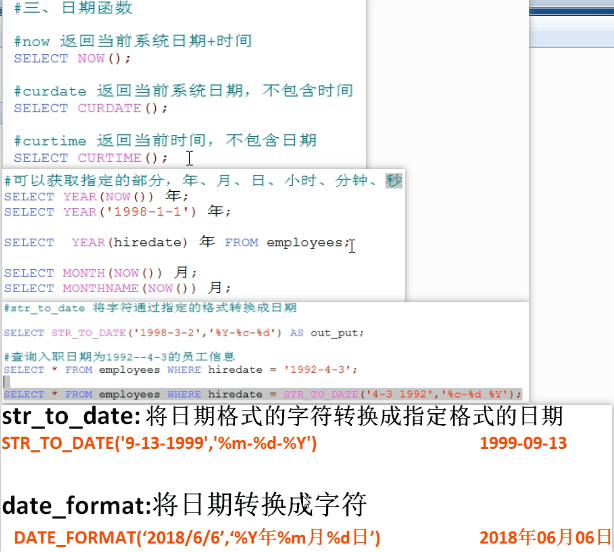 #三、日期函数
#now 返回当前系统日期+时间
SELECT NOW();
#curdate 返回当前系统日期，不包含时间
SELECT CURDATE();
#curtime 返回当前时间，不包含日期
SELECT CURTIME();
#可以获取指定的部分，年、月、日、小时、分钟、秒
SELECT YEAR(NOW()) 年;
SELECT YEAR('1998-1-1') 年;
SELECT  YEAR(hiredate) 年 FROM employees;
SELECT MONTH(NOW()) 月;
SELECT MONTHNAME(NOW()) 月;
#str_to_date 将字符通过指定的格式转换成日期
SELECT STR_TO_DATE('1998-3-2','%Y-%c-%d') AS out_put;
#查询入职日期为1992--4-3的员工信息
SELECT * FROM employees WHERE hiredate = '1992-4-3';
SELECT * FROM employees WHERE hiredate = STR_TO_DATE('4-3 1992','%c-%d %Y');
str_to_date: 将日期格式的字符转换成指定格式的日期
STR_TO_DATE('9-13-1999','%m-%d-%Y') 1999-09-13
date_format:将日期转换成字符
DATE_FORMAT(‘2018/6/6’,‘%Y年%m月%d日’) 2018年06月06日